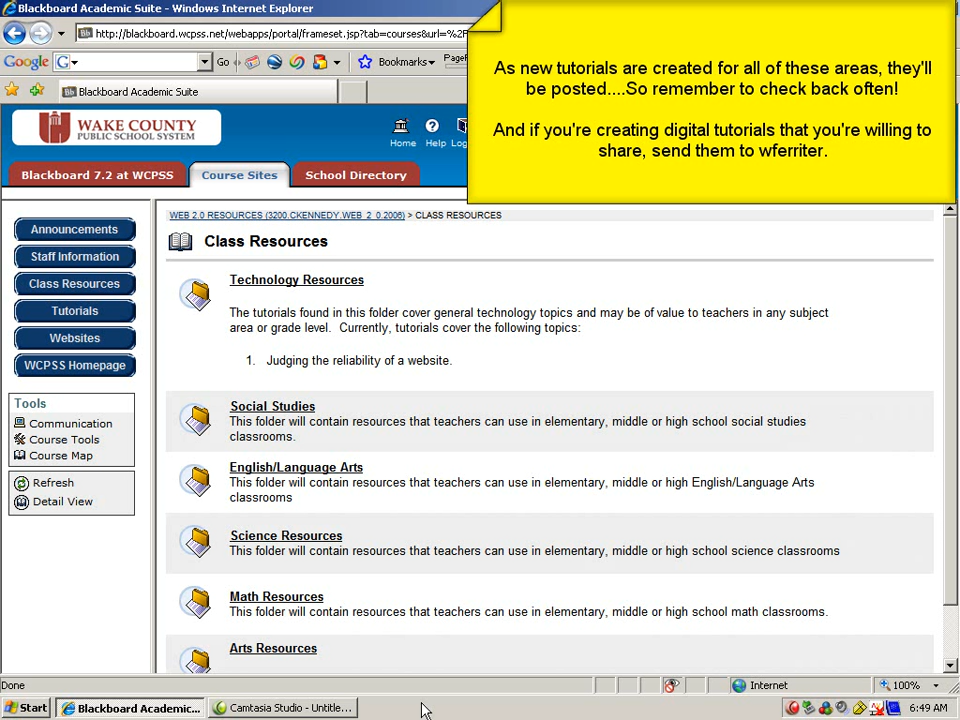 Blackboard Academic Suite - Windows Internet Explorer
http://blackboard.wcpss.net/webapps/portal/frameset.jsp?tab=courses&url=%2F
Google
G
Go
Bookmarks
Blackboard Academic Suite
As new tutorials are created for all of these areas, they'll
be posted....So remember to check back often!
And if you're creating digital tutorials that you're willing to
share, send them to wferriter.
WAKE COUNTY
PUBLIC SCHOOL SYSTEM
Home
Help
Blackboard 7.2 at WCPSS
Course Sites
School Directory
Announcements
Staff Information
Class Resources
Tutorials
Websites
WCPSS Homepage
Tools
Communication
Course Tools
Course Map
Refresh
Detail View
WEB 2.0 RESOURCES (3200.CKENNEDY.WEB_2_0.2006) > CLASS RESOURCES
Class Resources
Technology Resources
The tutorials found in this folder cover general technology topics and may be of value to teachers in any subject
area or grade level. Currently, tutorials cover the following topics:
1. Judging the reliability of a website.
Social Studies
This folder will contain resources that teachers can use in elementary, middle or high school social studies
classrooms.
English/Language Arts
This folder will contain resources that teachers can use in elementary, middle or high English/Language Arts
classrooms
Science Resources
This folder will contain resources that teachers can use in elementary, middle or high school science classrooms
Math Resources
This folder will contain resources that teachers can use in elementary, middle or high school math classrooms.
Arts Resources
Done
Internet
100%
Start
Blackboard Academic...
Camtasia Studio - Untitle...
6:49 AM